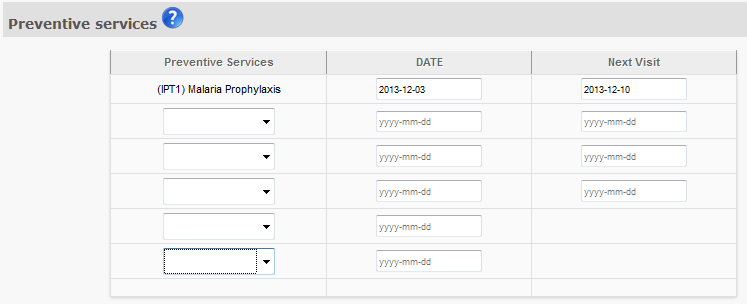 Preventive services ?
Preventive Services DATE Next Visit
(IPT1) Malaria Prophylaxis 2013-12-03 2013-12-10
yyyy-mm-dd yyyy-mm-dd
yyyy-mm-dd yyyy-mm-dd
yyyy-mm-dd yyyy-mm-dd
yyyy-mm-dd
yyyy-mm-dd